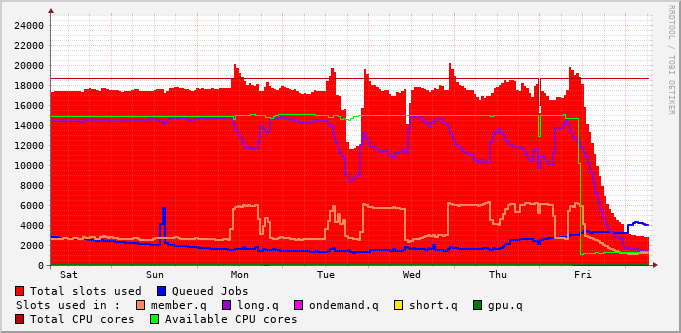 24000
22000
20000
18000
16000
14000
12000
10000
8000
6000
4000
2000
0
Sat Sun Mon Tue Wed Thu Fri
Total slots used Queued Jobs
Slots used in : member.q long.q ondemand.q short.q gpu.q
Total CPU cores Available CPU cores
RRDTOOL / TOBI OETIKER